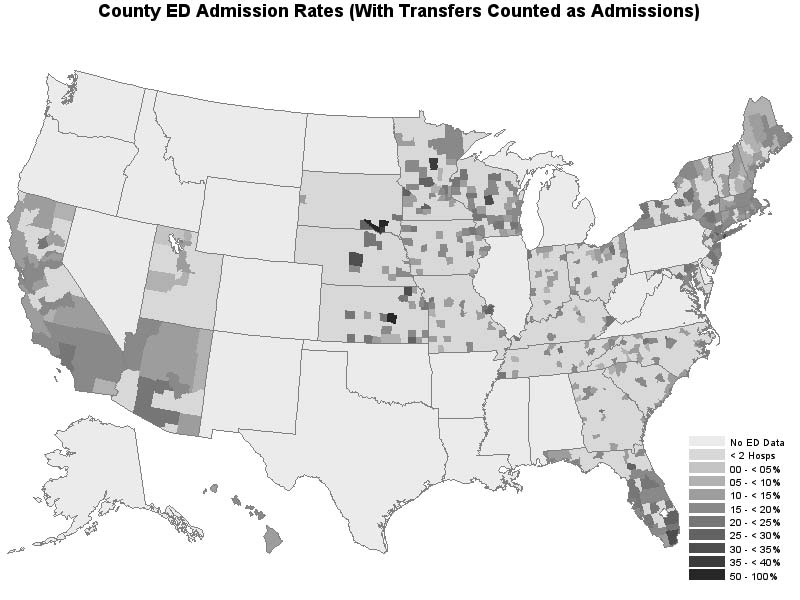 County ED Admission Rates (With Transfers Counted as Admissions)
No ED Data
< 2 Hosps
00 - < 05%
05 - < 10%
10 - < 15%
15 - < 20%
20 - < 25%
25 - < 30%
30 - < 35%
35 - < 40%
50 - 100%